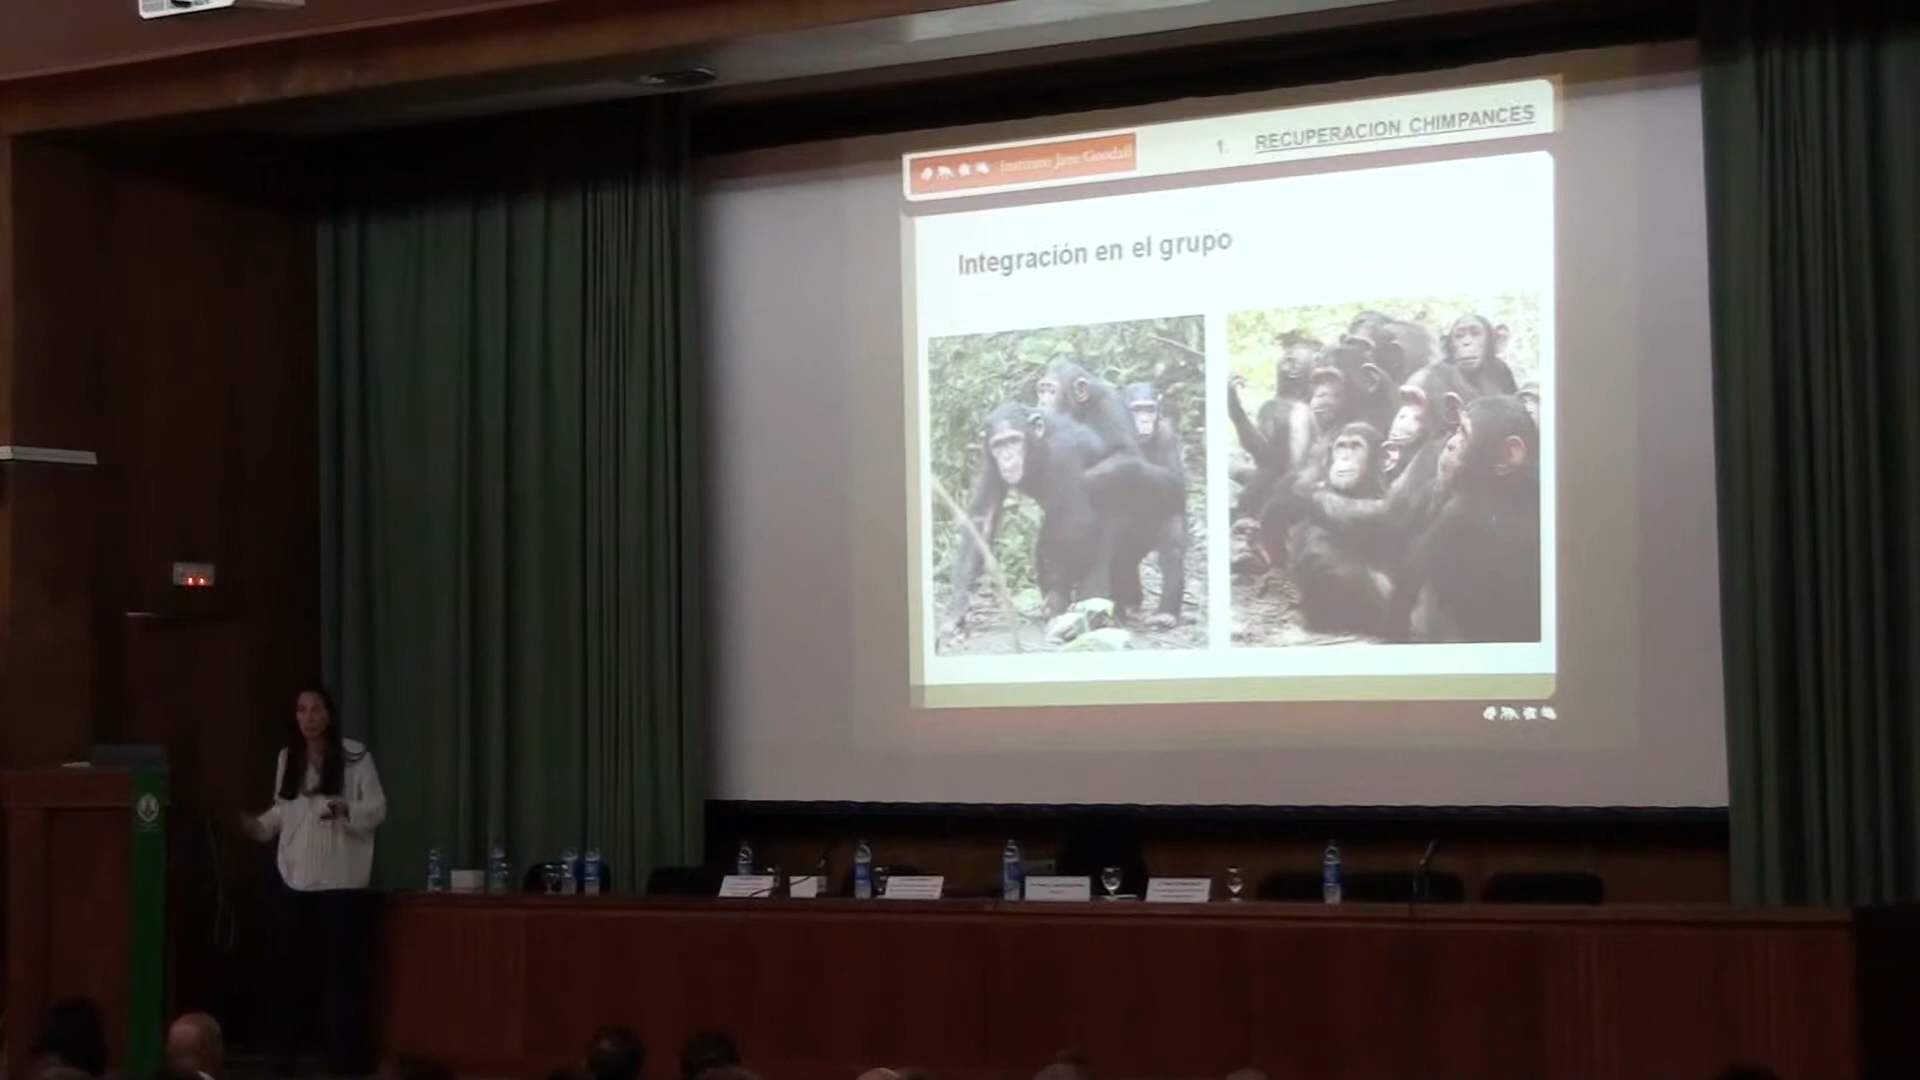 Instituto Jane Goodall
1. RECUPERACION CHIMPANCES
Integración en el grupo